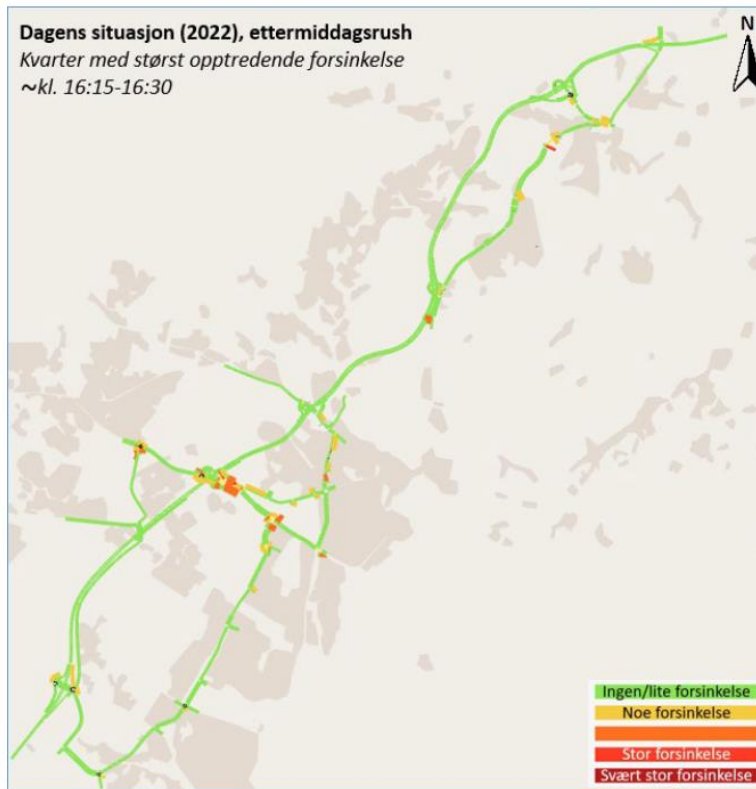 Dagens situasjon (2022), ettermiddagsrush
Kvarter med størst opptredende forsinkelse
~kl. 16:15-16:30
N
Ingen/lite forsinkelse
Noe forsinkelse
Stor forsinkelse
Svært stor forsinkelse